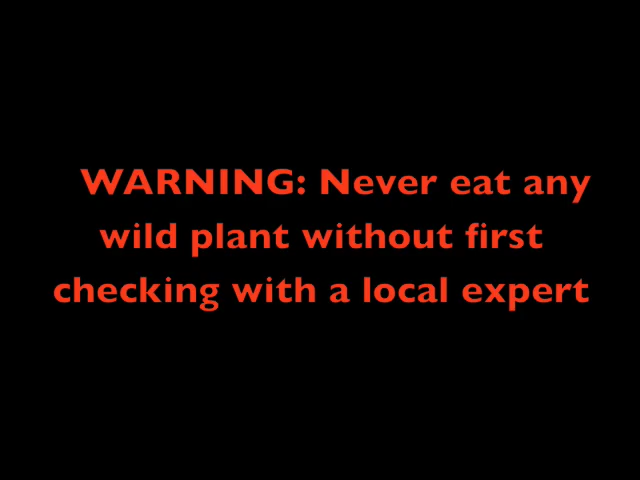 WARNING: Never eat any
wild plant without first
checking with a local expert